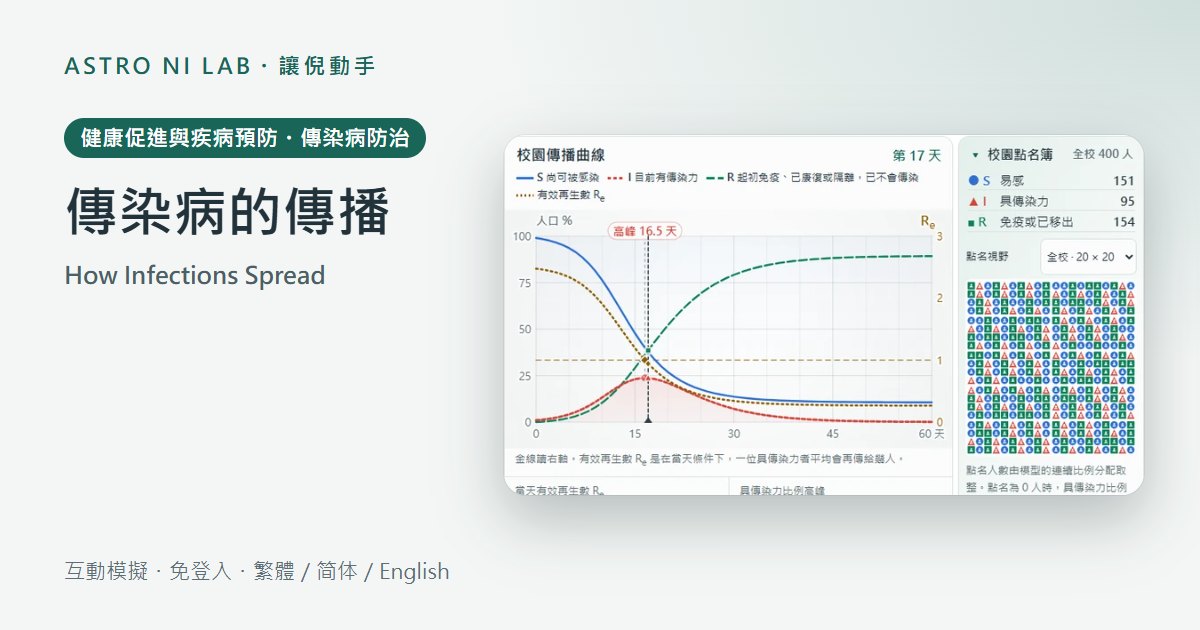 ASTRO NI LAB · 讓倪動手
健康促進與疾病預防 · 傳染病防治
傳染病的傳播
How Infections Spread
互動模擬 · 免登入 · 繁體 / 简体 / English
校園傳播曲線
第 17 天
S 尚可被感染 I 目前有傳染力 R 起初免疫、已康復或隔離，已不會傳染
有效再生數 Re
人口 %
Re
高峰 16.5 天
100
75
50
25
0
3
2
1
0
0 15 30 45 60 天
金線讀右軸。有效再生數 Re 是在當天條件下，一位具傳染力者平均會再傳給幾人。
當天有效再生數 Re
具傳染力比例高峰
▼ 校園點名簿 全校 400 人
S 易感 151
I 具傳染力 95
R 免疫或已移出 154
點名視野 全校 · 20 × 20
點名人數由模型的連續比例分配取
整。點名為 0 人時，具傳染力比例